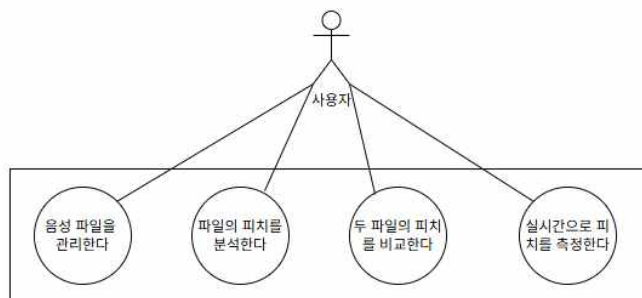 사용자
음성 파일을
관리한다
파일의 피치를
분석한다
두 파일의 피치
를 비교한다
실시간으로 피
치를 측정한다